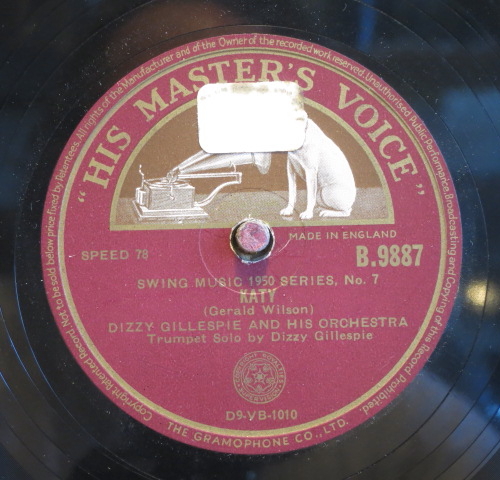 All rights of the Manufacturer and of the Owner of the recorded work reserved. Unauthorised Public Performance Broadcasting and Copying of the Record Prohibited.
Copyright Record. Not to be sold below price fixed by Patentees.
"HIS MASTER'S VOICE"
MADE IN ENGLAND
SPEED 78
B.9887
SWING MUSIC 1950 SERIES, No. 7
KATY
(Gerald Wilson)
DIZZY GILLESPIE AND HIS ORCHESTRA
Trumpet Solo by Dizzy Gillespie
D9-VB-1010
THE GRAMOPHONE CO., LTD.